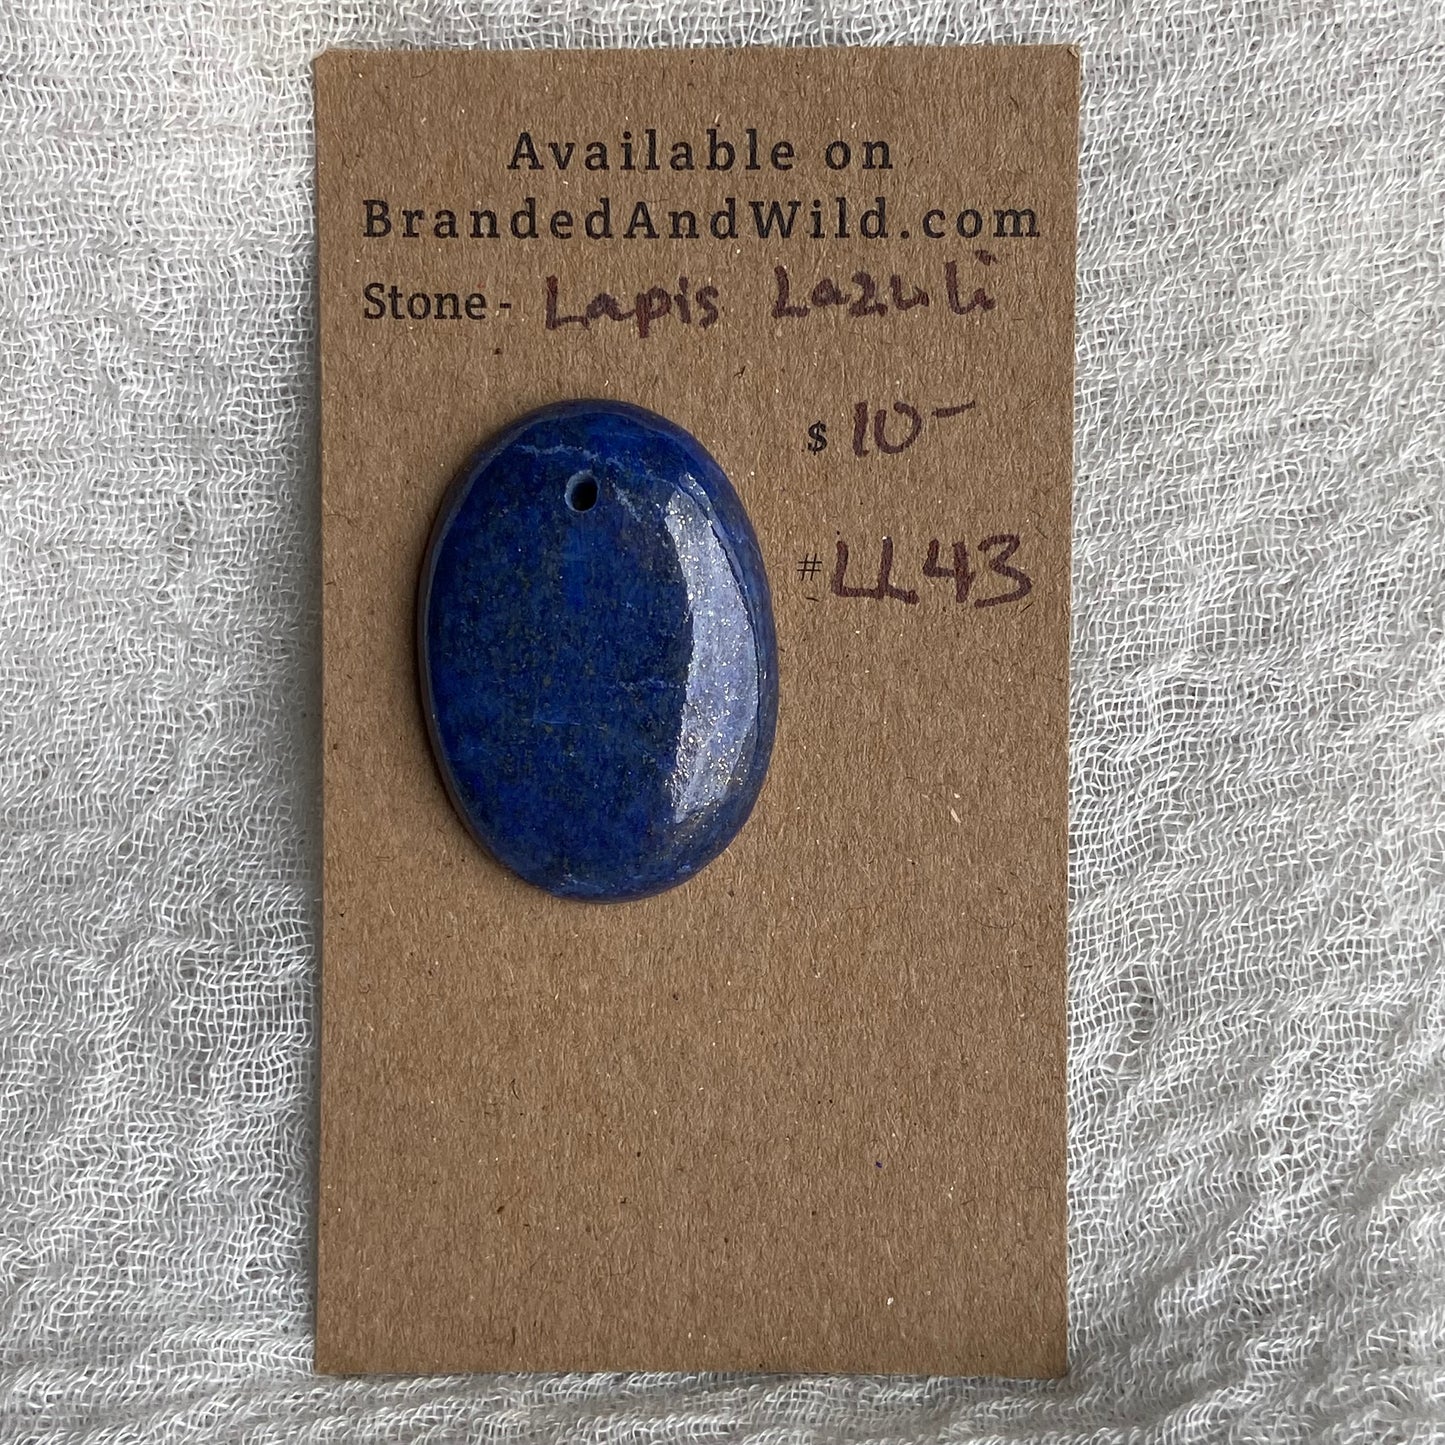 Available on
BrandedAndWild.com
Stone - Lapis Lazuli
$ 10-
# LL43